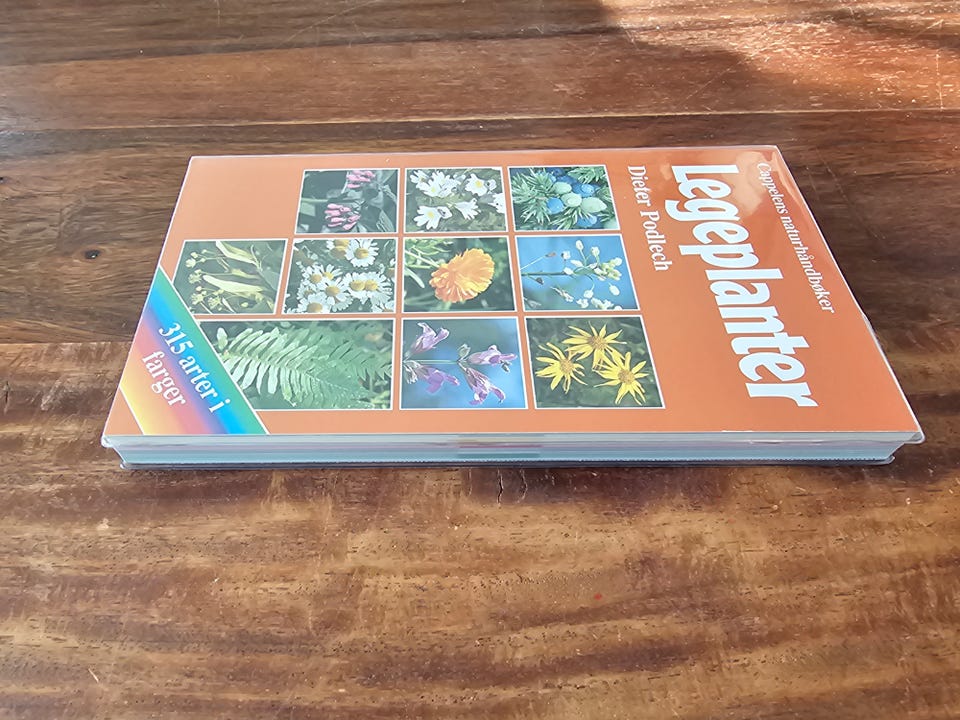 Cappelens naturhåndbøker
Legeplanter
Dieter Podlech
315 arter i
farger